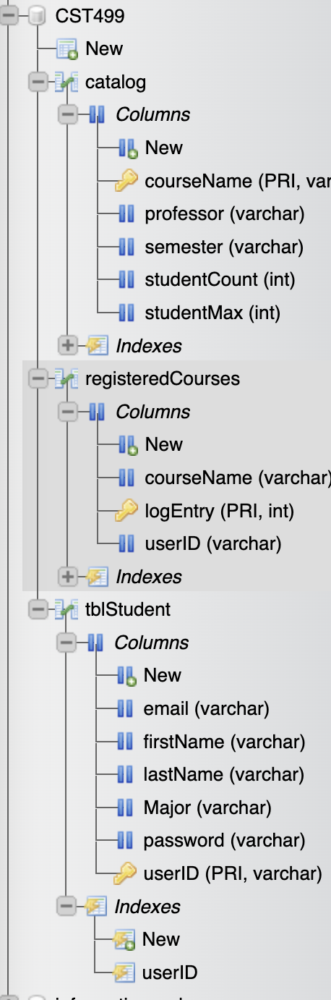 CST499
New
catalog
Columns
New
courseName (PRI, var
professor (varchar)
semester (varchar)
studentCount (int)
studentMax (int)
Indexes
registeredCourses
Columns
New
courseName (varchar)
logEntry (PRI, int)
userID (varchar)
Indexes
tblStudent
Columns
New
email (varchar)
firstName (varchar)
lastName (varchar)
Major (varchar)
password (varchar)
userID (PRI, varchar)
Indexes
New
userID